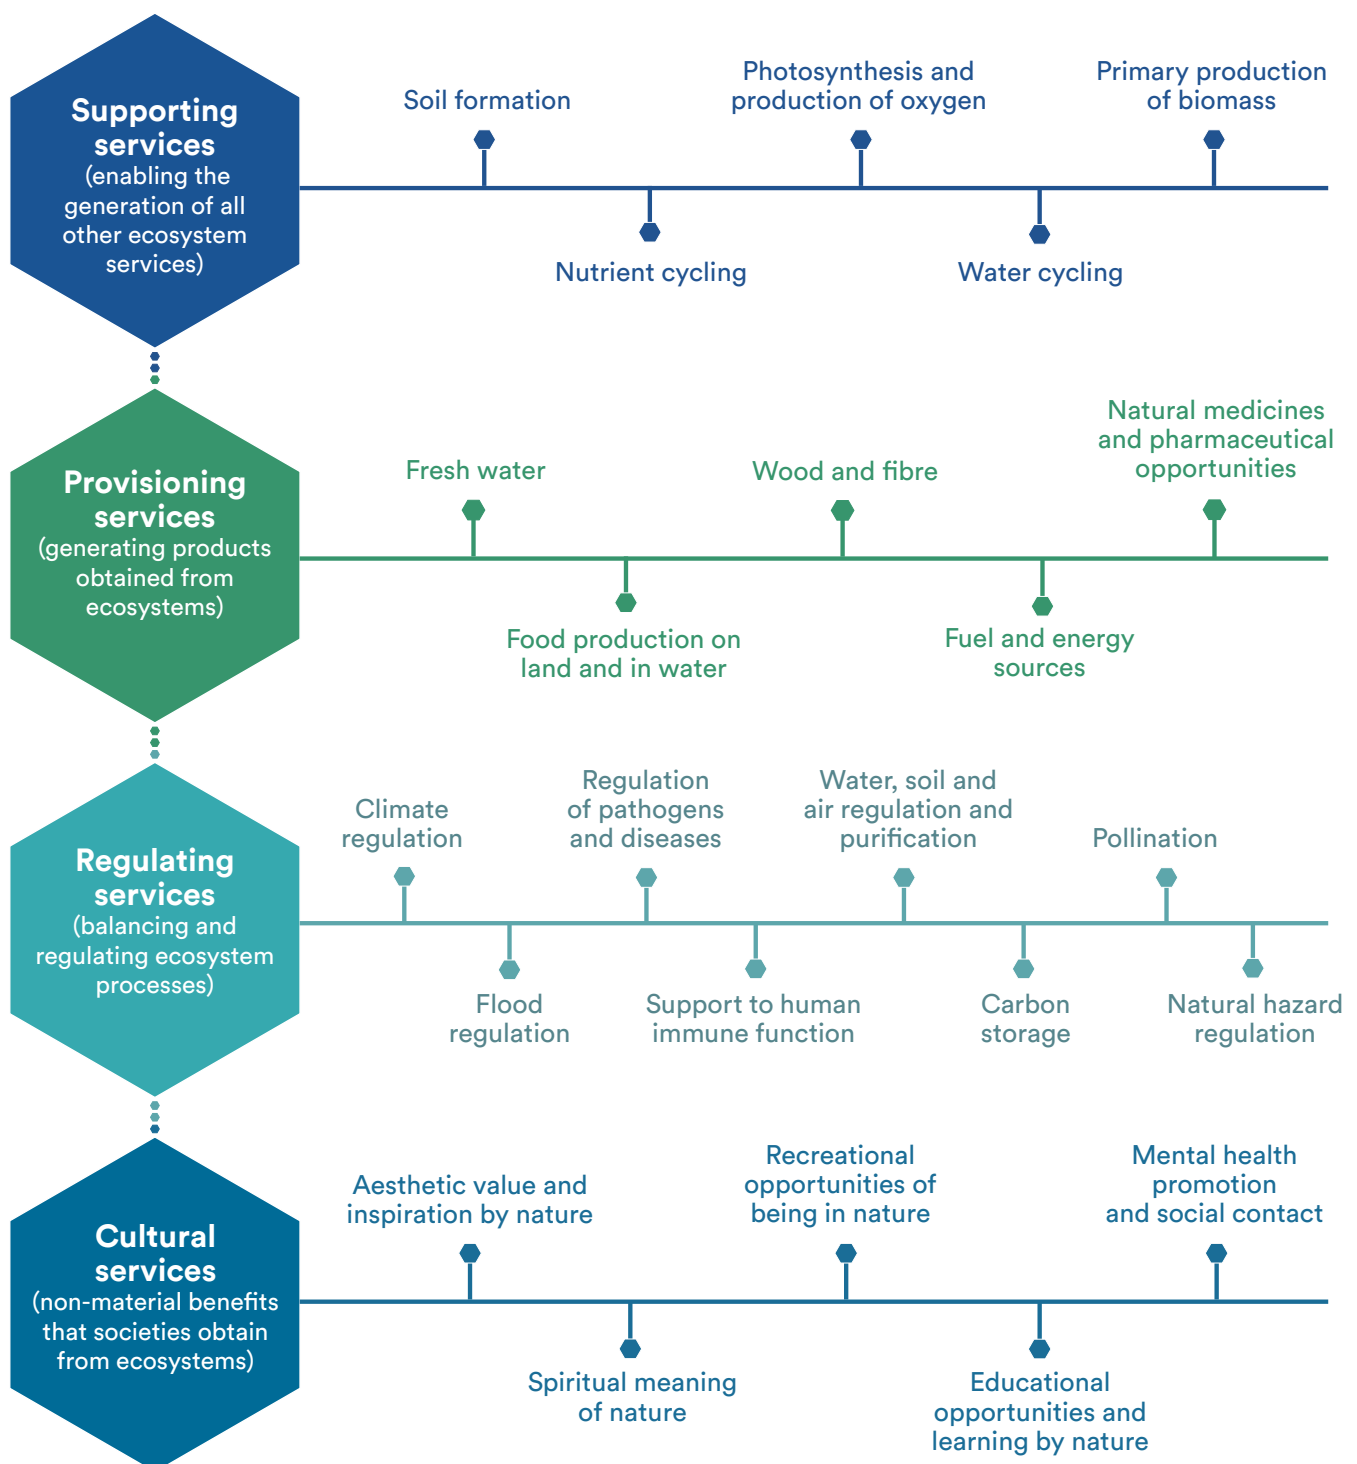 Supporting
services
(enabling the
generation of all
other ecosystem
services)
Soil formation
Nutrient cycling
Photosynthesis and
production of oxygen
Water cycling
Primary production
of biomass
Provisioning
services
(generating products
obtained from
ecosystems)
Fresh water
Food production on
land and in water
Wood and fibre
Fuel and energy
sources
Natural medicines
and pharmaceutical
opportunities
Regulating
services
(balancing and
regulating ecosystem
processes)
Climate
regulation
Flood
regulation
Regulation
of pathogens
and diseases
Support to human
immune function
Water, soil and
air regulation and
purification
Carbon
storage
Pollination
Natural hazard
regulation
Cultural
services
(non-material benefits
that societies obtain
from ecosystems)
Aesthetic value and
inspiration by nature
Spiritual meaning
of nature
Recreational
opportunities of
being in nature
Educational
opportunities and
learning by nature
Mental health
promotion
and social contact